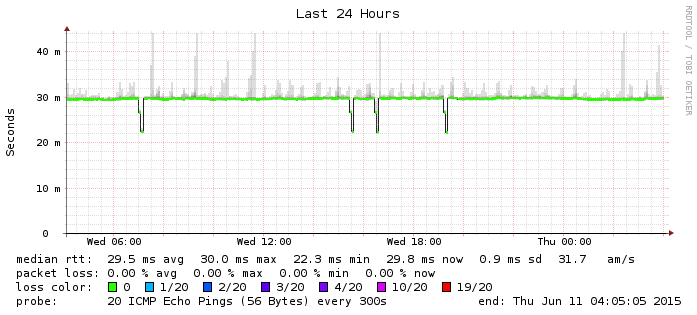 Last 24 Hours
RRDTOOL / TOBI OETIKER
Seconds
40 m
30 m
20 m
10 m
0
Wed 06:00 Wed 12:00 Wed 18:00 Thu 00:00
median rtt: 29.5 ms avg 30.0 ms max 22.3 ms min 29.8 ms now 0.9 ms sd 31.7 am/s
packet loss: 0.00 % avg 0.00 % max 0.00 % min 0.00 % now
loss color: 0 1/20 2/20 3/20 4/20 10/20 19/20
probe: 20 ICMP Echo Pings (56 Bytes) every 300s end: Thu Jun 11 04:05:05 2015